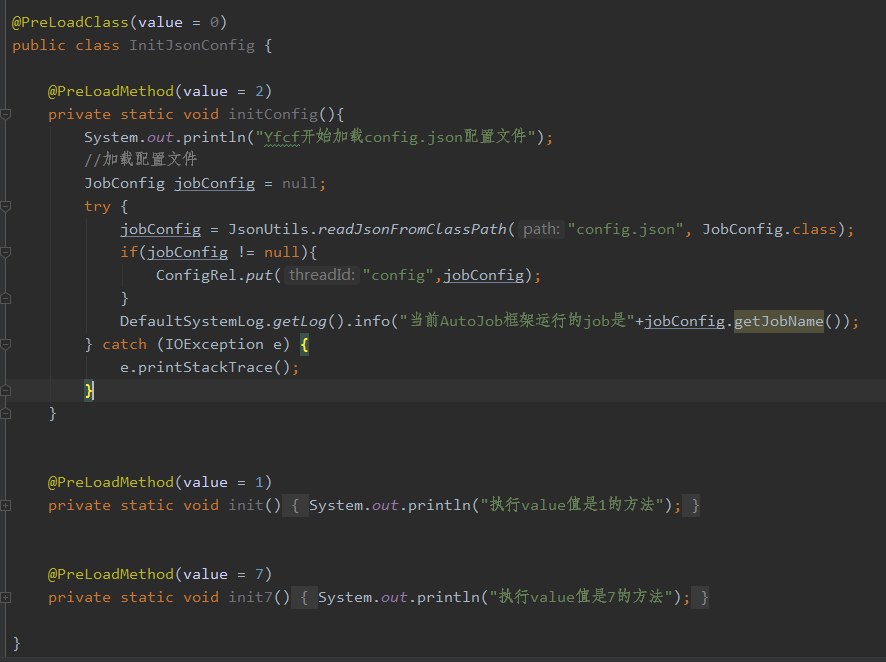 @PreLoadClass(value = 0)
public class InitJsonConfig {
@PreLoadMethod(value = 2)
private static void initConfig(){
System.out.println("Yfcf开始加载config.json配置文件");
//加载配置文件
JobConfig jobConfig = null;
try {
jobConfig = JsonUtils.readJsonFromClassPath( path: "config.json", JobConfig.class);
if(jobConfig != null){
ConfigRel.put( threadId: "config",jobConfig);
}
DefaultSystemLog.getLog().info("当前AutoJob框架运行的job是"+jobConfig.getJobName());
} catch (IOException e) {
e.printStackTrace();
}
}
@PreLoadMethod(value = 1)
private static void init() { System.out.println("执行value值是1的方法"); }
@PreLoadMethod(value = 7)
private static void init7() { System.out.println("执行value值是7的方法"); }
}